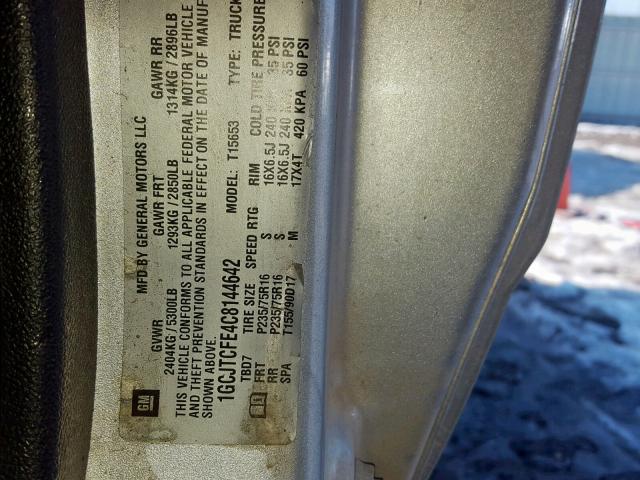 GM
MFD BY GENERAL MOTORS LLC
GVWR GAWR FRT GAWR RR
2404KG / 5300LB 1293KG / 2850LB 1314KG / 2896LB
THIS VEHICLE CONFORMS TO ALL APPLICABLE FEDERAL MOTOR VEHICLE
AND THEFT PREVENTION STANDARDS IN EFFECT ON THE DATE OF MANUF
SHOWN ABOVE.
1GCJTCFE4C8144642 MODEL: T15653 TYPE: TRUCK
TBD7 TIRE SIZE SPEED RTG RIM COLD TIRE PRESSURE
FRT P235/75R16 S 16X6.5J 240 35 PSI
RR P235/75R16 S 16X6.5J 240 KPA 35 PSI
SPA T155/90D17 M 17X4T 420 KPA 60 PSI